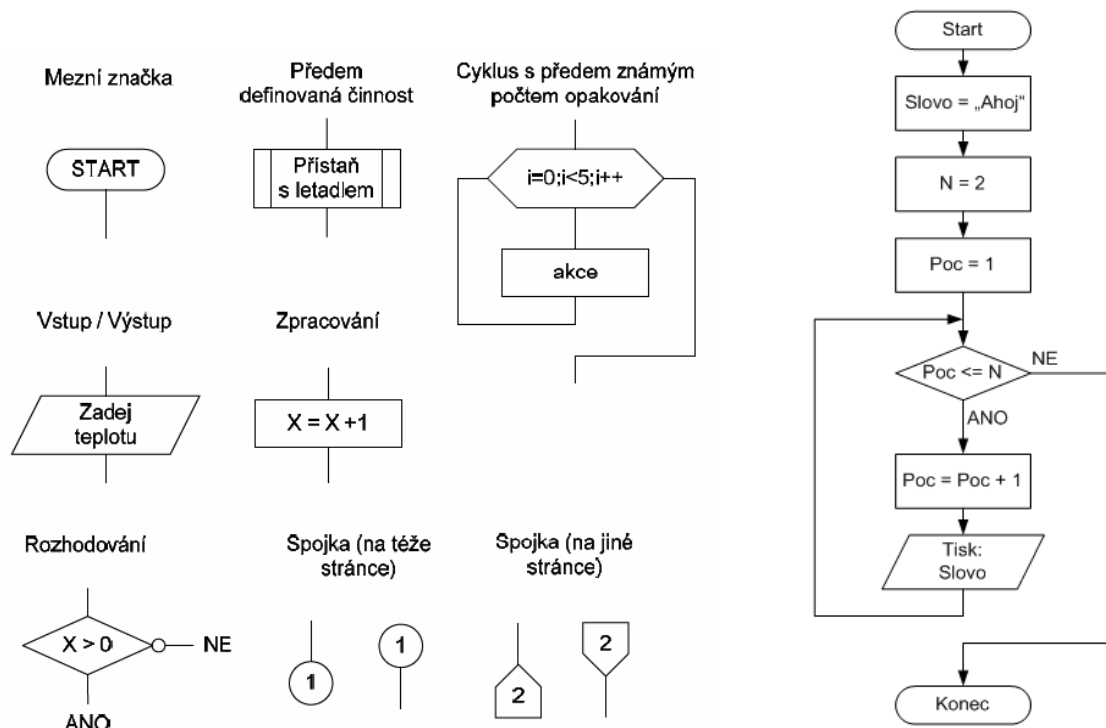 Mezní značka
START
Předem
definovaná činnost
Přístaň
s letadlem
Cyklus s předem známým
počtem opakování
i=0;i<5;i++
akce
Vstup / Výstup
Zadej
teplotu
Zpracování
X = X +1
Rozhodování
X > 0
NE
ANO
Spojka (na téže
stránce)
1
1
Spojka (na jiné
stránce)
2
2
Start
Slovo = „Ahoj“
N = 2
Poc = 1
Poc <= N
NE
ANO
Poc = Poc + 1
Tisk:
Slovo
Konec